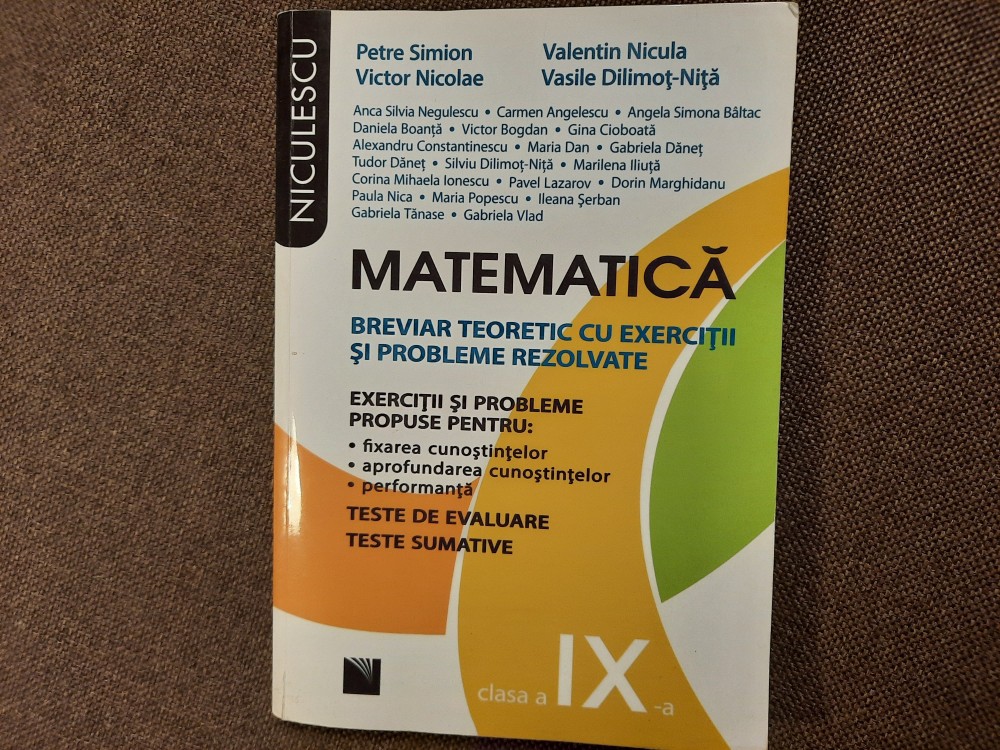 NICULESCU
Petre Simion Valentin Nicula
Victor Nicolae Vasile Dilimoţ-Niţă
Anca Silvia Negulescu • Carmen Angelescu • Angela Simona Bâltac
Daniela Boanţă • Victor Bogdan • Gina Cioboată
Alexandru Constantinescu • Maria Dan • Gabriela Dăneţ
Tudor Dăneţ • Silviu Dilimoţ-Niţă • Marilena Iliuţă
Corina Mihaela Ionescu • Pavel Lazarov • Dorin Marghidanu
Paula Nica • Maria Popescu • Ileana Şerban
Gabriela Tănase • Gabriela Vlad
MATEMATICĂ
BREVIAR TEORETIC CU EXERCIŢII
ŞI PROBLEME REZOLVATE
EXERCIŢII ŞI PROBLEME
PROPUSE PENTRU:
• fixarea cunoştinţelor
• aprofundarea cunoştinţelor
• performanţă
TESTE DE EVALUARE
TESTE SUMATIVE
clasa a IX-a